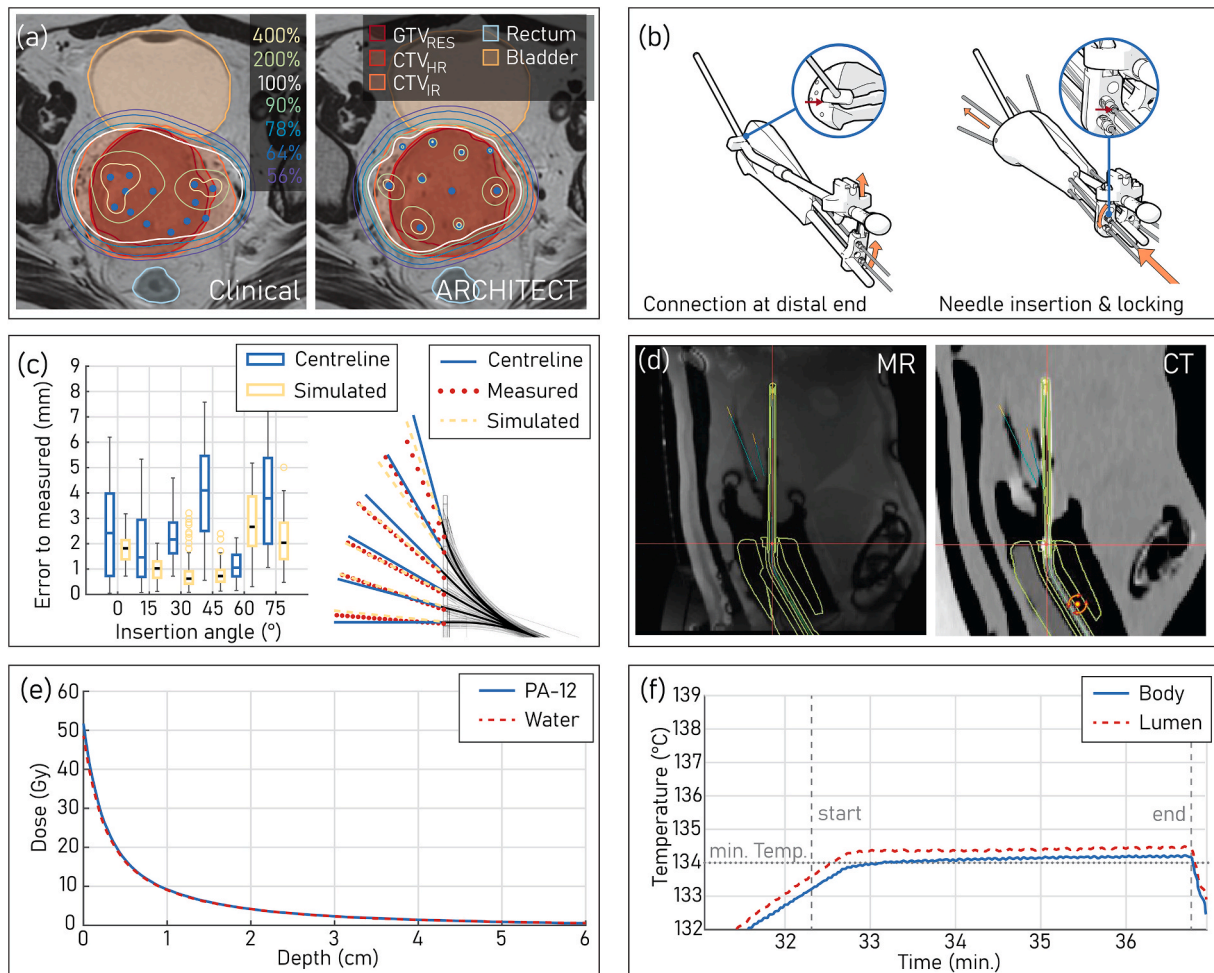 (a)
400%
200%
100%
90%
78%
64%
56%
Clinical
GTVRES
CTVHR
CTVIR
Rectum
Bladder
ARCHITECT
(b)
Connection at distal end
Needle insertion & locking
(c)
Centreline
Simulated
Centreline
Measured
Simulated
Error to measured (mm)
9
8
7
6
5
4
3
2
1
0
0 15 30 45 60 75
Insertion angle (°)
(d)
MR
CT
(e)
PA-12
Water
Dose (Gy)
60
50
40
30
20
10
0
0 1 2 3 4 5 6
Depth (cm)
(f)
Body
Lumen
Temperature (°C)
139
138
137
136
135
134
133
132
start
end
min. Temp.
32 33 34 35 36
Time (min.)